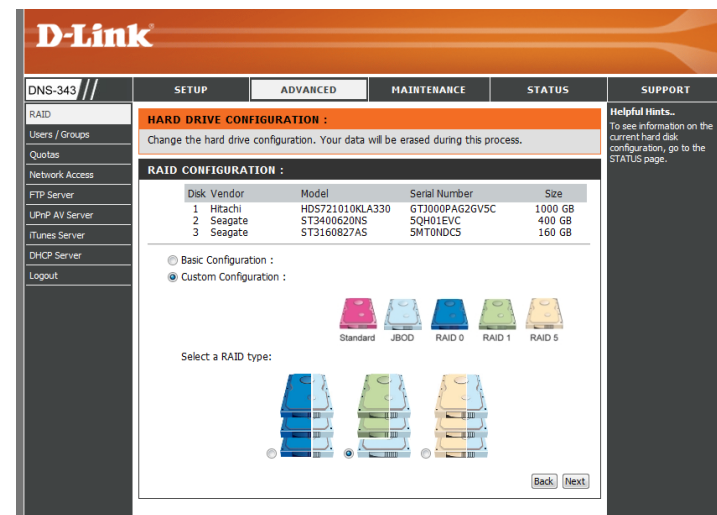 D-Link
DNS-343
SETUP
ADVANCED
MAINTENANCE
STATUS
SUPPORT
RAID
Users / Groups
Quotas
Network Access
FTP Server
UPnP AV Server
iTunes Server
DHCP Server
Logout
HARD DRIVE CONFIGURATION :
Change the hard drive configuration. Your data will be erased during this process.
RAID CONFIGURATION :
Disk Vendor Model Serial Number Size
1 Hitachi HDS721010KLA330 GTJ000PAG2GV5C 1000 GB
2 Seagate ST3400620NS 5QH01EVC 400 GB
3 Seagate ST3160827AS 5MT0NDC5 160 GB
Basic Configuration :
Custom Configuration :
Standard JBOD RAID 0 RAID 1 RAID 5
Select a RAID type:
Back Next
Helpful Hints..
To see information on the
current hard disk
configuration, go to the
STATUS page.